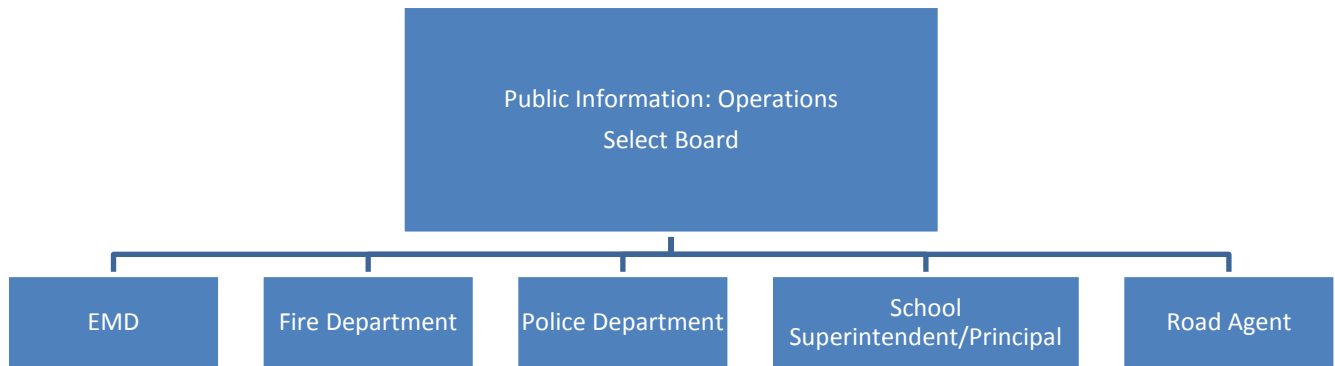 Public Information: Operations
Select Board
EMD
Fire Department
Police Department
School
Superintendent/Principal
Road Agent